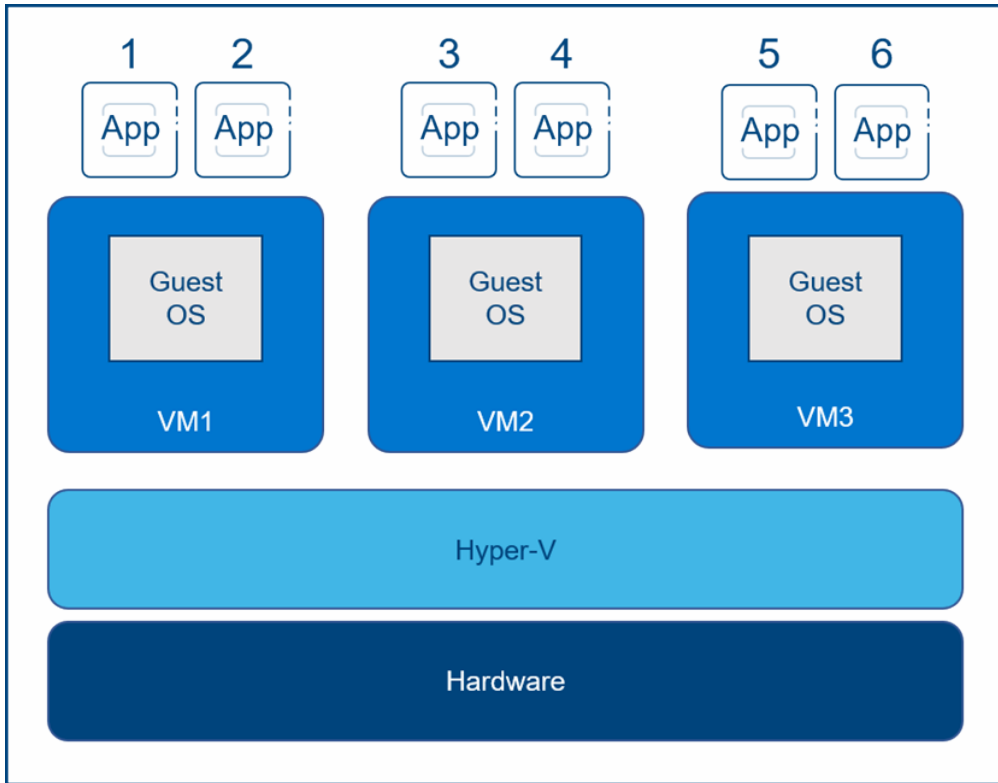 1 2 3 4 5 6
App App App App App App
Guest Guest Guest
OS OS OS
VM1 VM2 VM3
Hyper-V
Hardware